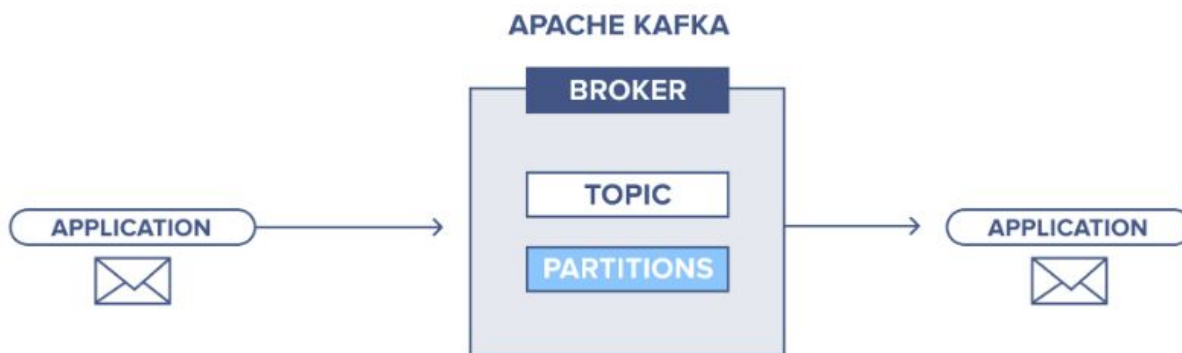 APACHE KAFKA
BROKER
TOPIC
APPLICATION
APPLICATION
PARTITIONS